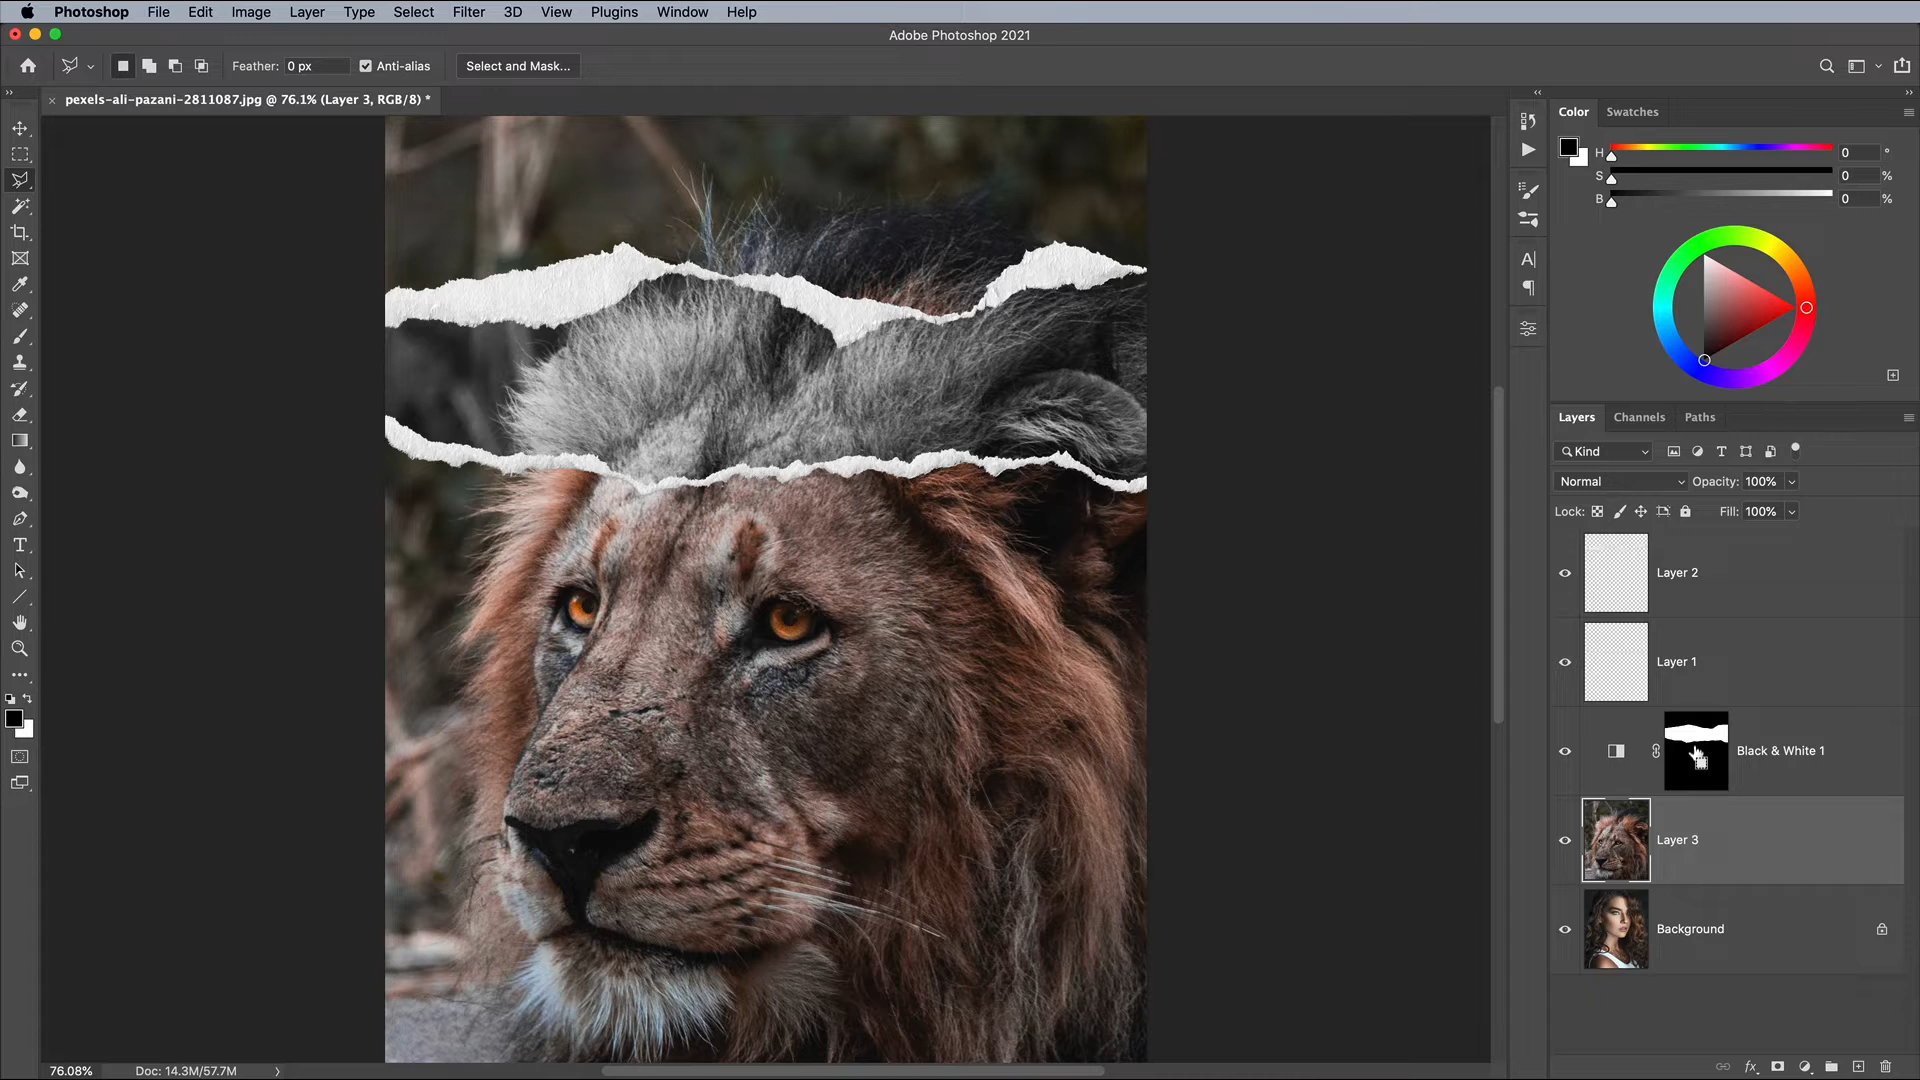 Photoshop File Edit Image Layer Type Select Filter 3D View Plugins Window Help
Adobe Photoshop 2021
Feather: 0 px Anti-alias Select and Mask...
× pexels-ali-pazani-2811087.jpg @ 76.1% (Layer 3, RGB/8) *
Color Swatches
H 0 °
S 0 %
B 0 %
Layers Channels Paths
Kind
Normal Opacity: 100%
Lock: Fill: 100%
Layer 2
Layer 1
Black & White 1
Layer 3
Background
76.08% Doc: 14.3M/57.7M